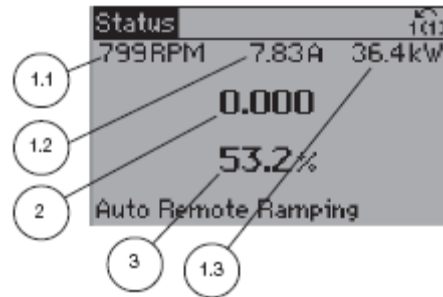 Status 1(1)
799RPM 7.83A 36.4kW
1.1
0.000
1.2
53.2%
2
Auto Remote Ramping
3 1.3